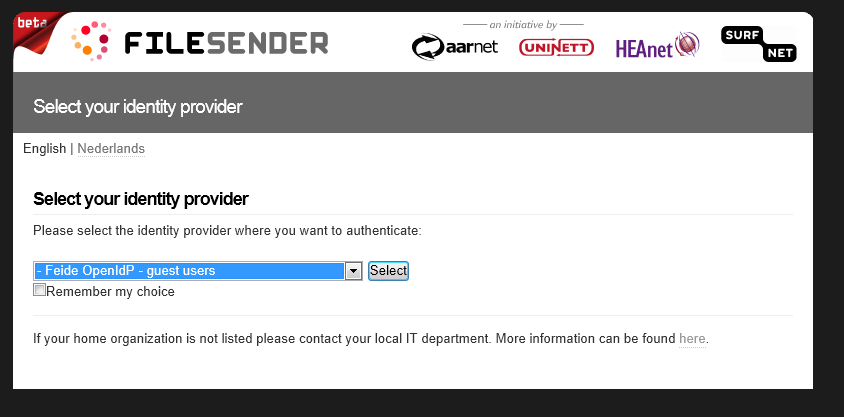 beta
FILESENDER
an initiative by
aarnet
UNINETT
HEAnet
SURF
NET
Select your identity provider
English | Nederlands
Select your identity provider
Please select the identity provider where you want to authenticate:
- Feide OpenIdP - guest users
Select
Remember my choice
If your home organization is not listed please contact your local IT department. More information can be found here.